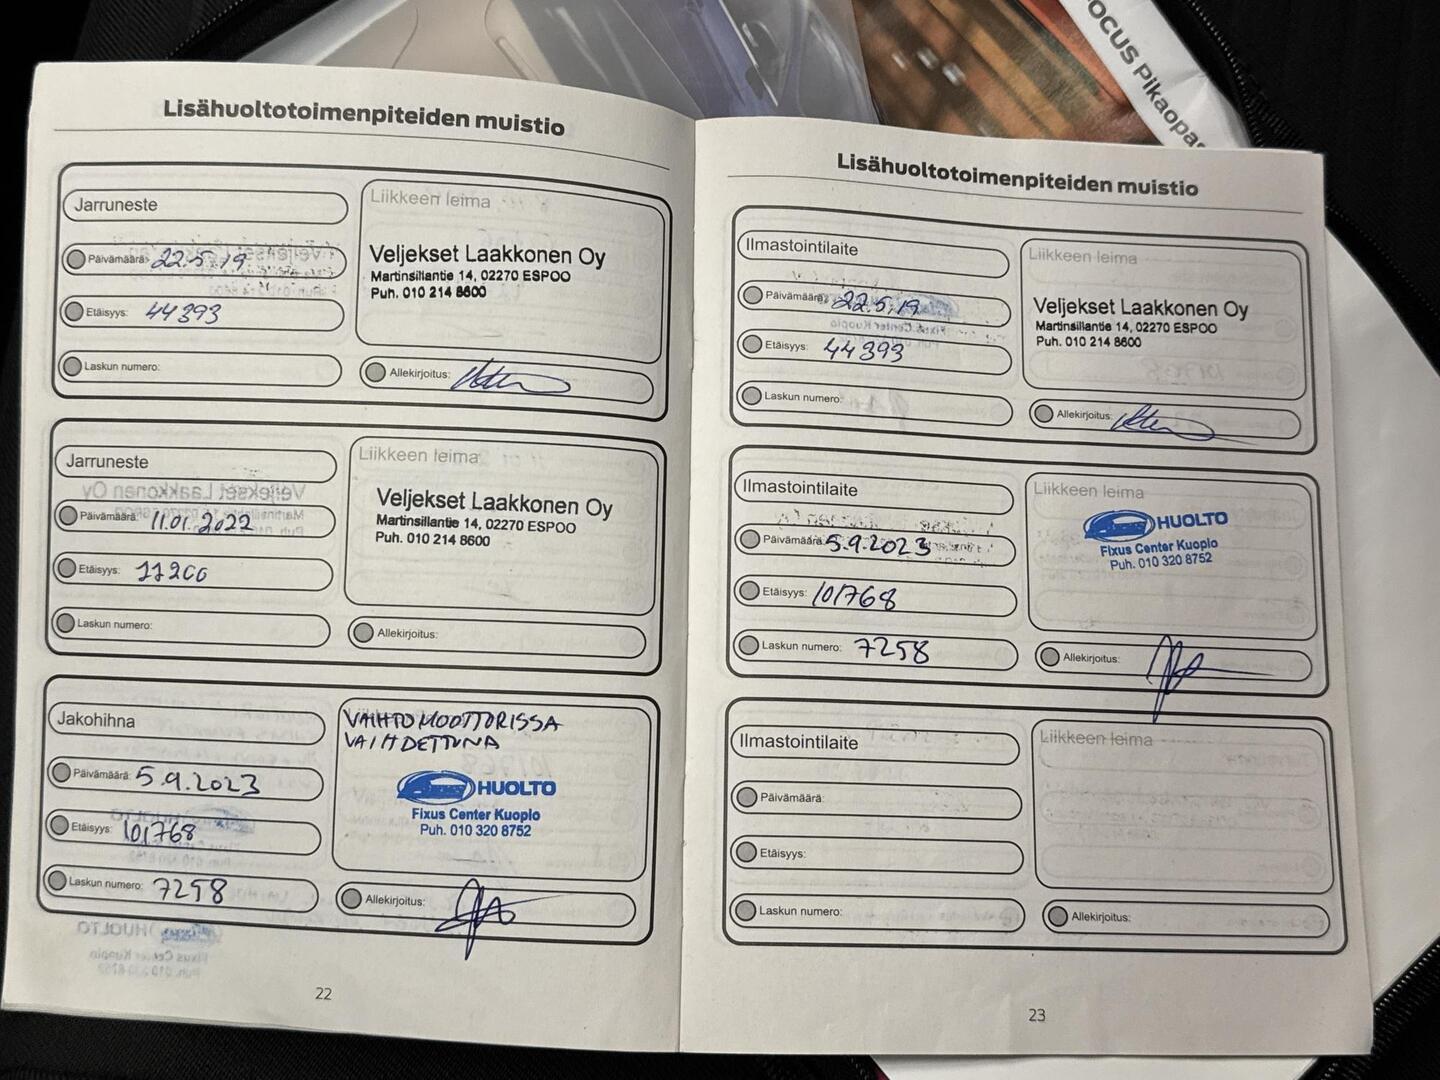 OCUS Pikaopa
Lisähuoltotoimenpiteiden muistio
Jarruneste
Päivämäärä: 22.5.19
Etäisyys: 44393
Laskun numero:
Liikkeen leima
Veljekset Laakkonen Oy
Martinsillantie 14, 02270 ESPOO
Puh. 010 214 8600
Allekirjoitus:
Jarruneste
Päivämäärä: 11.01.2022
Etäisyys:
Laskun numero:
Liikkeen leima
Veljekset Laakkonen Oy
Martinsillantie 14, 02270 ESPOO
Puh. 010 214 8600
Allekirjoitus:
Jakohihna
Päivämäärä: 5.9.2023
Etäisyys: 101768
Laskun numero: 7258
VAIHTOMOOTTORISSA
VAIHDETTUNA
HUOLTO
Fixus Center Kuopio
Puh. 010 320 8752
Allekirjoitus:
22
Lisähuoltotoimenpiteiden muistio
Ilmastointilaite
Päivämäärä: 22.5.19
Etäisyys: 44393
Laskun numero:
Liikkeen leima
Veljekset Laakkonen Oy
Martinsillantie 14, 02270 ESPOO
Puh. 010 214 8600
Allekirjoitus:
Ilmastointilaite
Päivämäärä: 5.9.2023
Etäisyys: 101768
Laskun numero: 7258
Liikkeen leima
HUOLTO
Fixus Center Kuopio
Puh. 010 320 8752
Allekirjoitus:
Ilmastointilaite
Päivämäärä:
Etäisyys:
Laskun numero:
Liikkeen leima
Allekirjoitus:
23